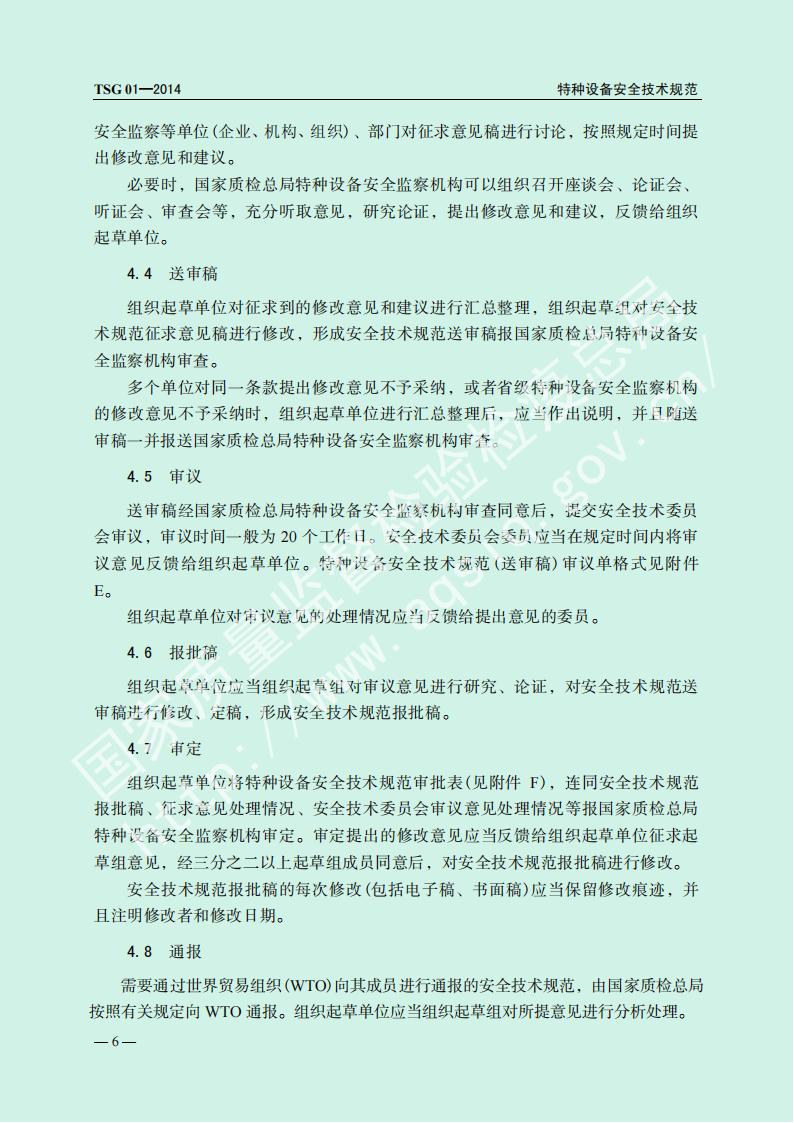 TSG 01—2014 特种设备安全技术规范
安全监察等单位(企业、机构、组织)、部门对征求意见稿进行讨论，按照规定时间提
出修改意见和建议。
必要时，国家质检总局特种设备安全监察机构可以组织召开座谈会、论证会、
听证会、审查会等，充分听取意见，研究论证，提出修改意见和建议，反馈给组织
起草单位。
4.4 送审稿
组织起草单位对征求到的修改意见和建议进行汇总整理，组织起草组对安全技
术规范征求意见稿进行修改，形成安全技术规范送审稿报国家质检总局特种设备安
全监察机构审查。
多个单位对同一条款提出修改意见不予采纳，或者省级特种设备安全监察机构
的修改意见不予采纳时，组织起草单位进行汇总整理后，应当作出说明，并且随送
审稿一并报送国家质检总局特种设备安全监察机构审查。
4.5 审议
送审稿经国家质检总局特种设备安全监察机构审查同意后，提交安全技术委员
会审议，审议时间一般为 20 个工作日。安全技术委员会委员应当在规定时间内将审
议意见反馈给组织起草单位。特种设备安全技术规范(送审稿)审议单格式见附件
E。
组织起草单位对审议意见的处理情况应当反馈给提出意见的委员。
4.6 报批稿
组织起草单位应当组织起草组对审议意见进行研究、论证，对安全技术规范送
审稿进行修改、定稿，形成安全技术规范报批稿。
4.7 审定
组织起草单位将特种设备安全技术规范审批表(见附件 F)，连同安全技术规范
报批稿、征求意见处理情况、安全技术委员会审议意见处理情况等报国家质检总局
特种设备安全监察机构审定。审定提出的修改意见应当反馈给组织起草单位征求起
草组意见，经三分之二以上起草组成员同意后，对安全技术规范报批稿进行修改。
安全技术规范报批稿的每次修改(包括电子稿、书面稿)应当保留修改痕迹，并
且注明修改者和修改日期。
4.8 通报
需要通过世界贸易组织(WTO)向其成员进行通报的安全技术规范，由国家质检总局
按照有关规定向 WTO 通报。组织起草单位应当组织起草组对所提意见进行分析处理。
— 6 —
国家质量监督检验检疫总局
http://www.aqsiq.gov.cn/